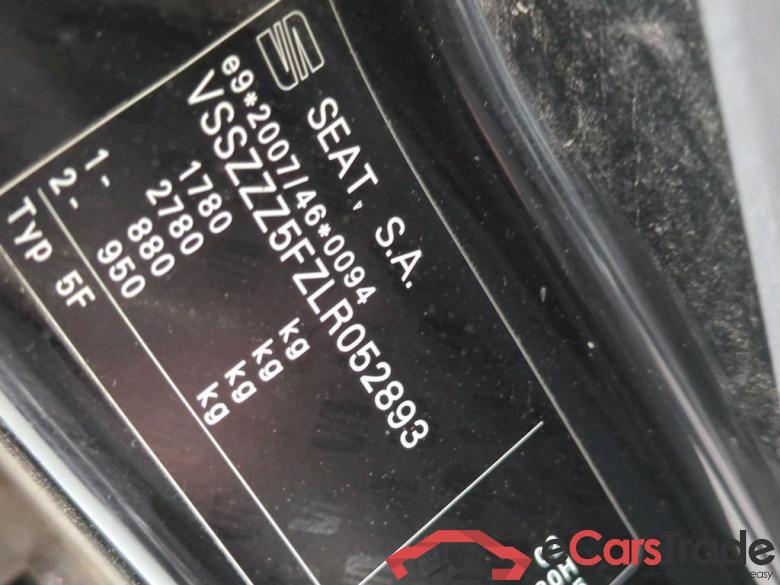 SEAT, S.A.
e9*2007/46*0094
VSSZZZ5FZLR052893
1780 kg
2780 kg
1- 880 kg
2- 950 kg
Typ 5F
eCarsTrade